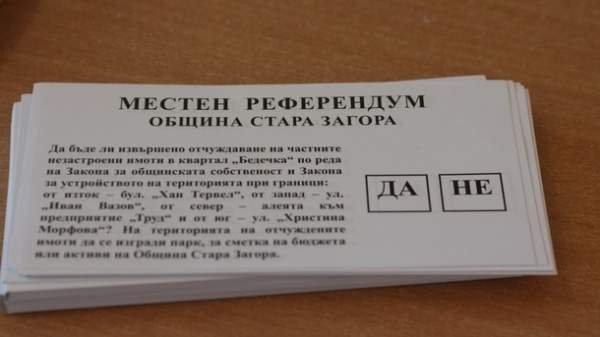 МЕСТЕН РЕФЕРЕНДУМ
ОБЩИНА СТАРА ЗАГОРА
Да бъде ли извършено отчуждаване на частните
незастроени имоти в квартал „Бедечка“ по реда
на Закона за общинската собственост и Закона
за устройството на територията при граници:
от изток – бул. „Хан Тервел“, от запад – ул.
„Иван Вазов“, от север – алеята към
предприятие „Труд“ и от юг – ул. „Христина
Морфова“? На територията на отчуждените
имоти да се изгради парк, за сметка на бюджета
или активи на Община Стара Загора.
ДА НЕ